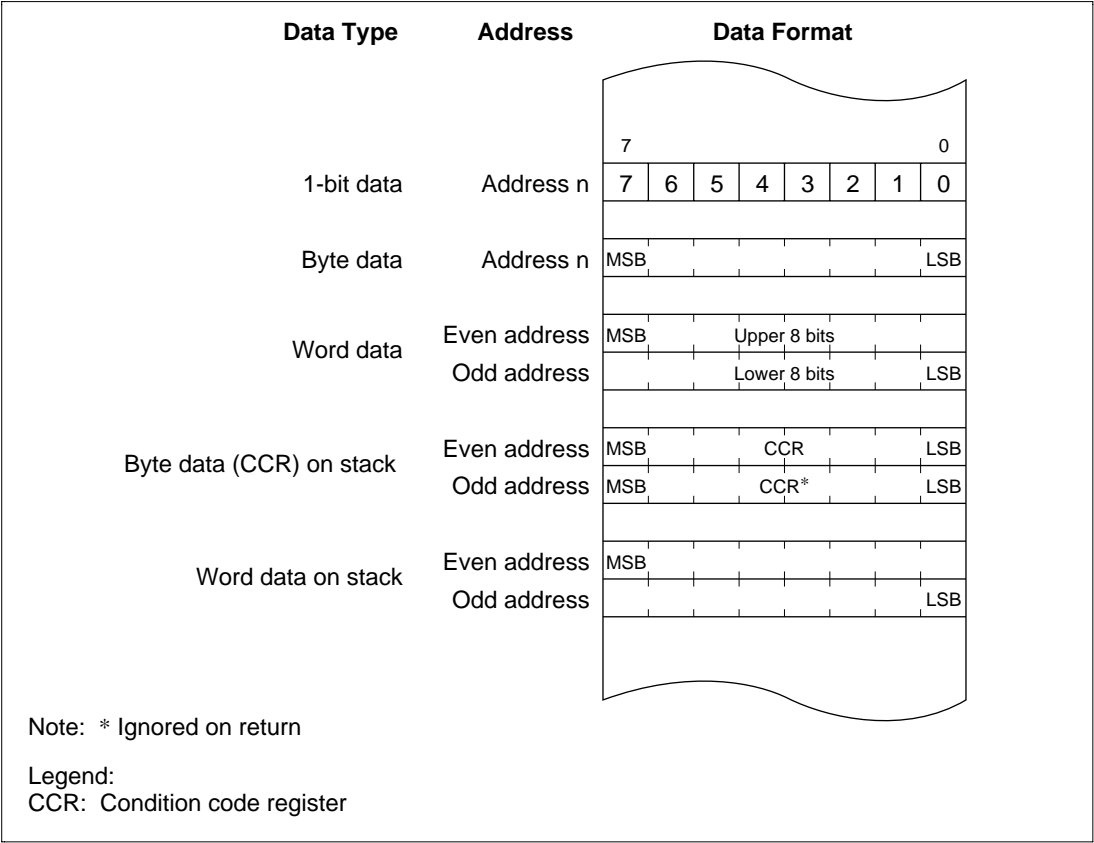 Data Type Address Data Format
7 0
1-bit data Address n 7 6 5 4 3 2 1 0
Byte data Address n MSB LSB
Word data
Even address MSB Upper 8 bits
Odd address Lower 8 bits LSB
Byte data (CCR) on stack
Even address MSB CCR LSB
Odd address MSB CCR* LSB
Word data on stack
Even address MSB
Odd address LSB
Note: * Ignored on return
Legend:
CCR: Condition code register